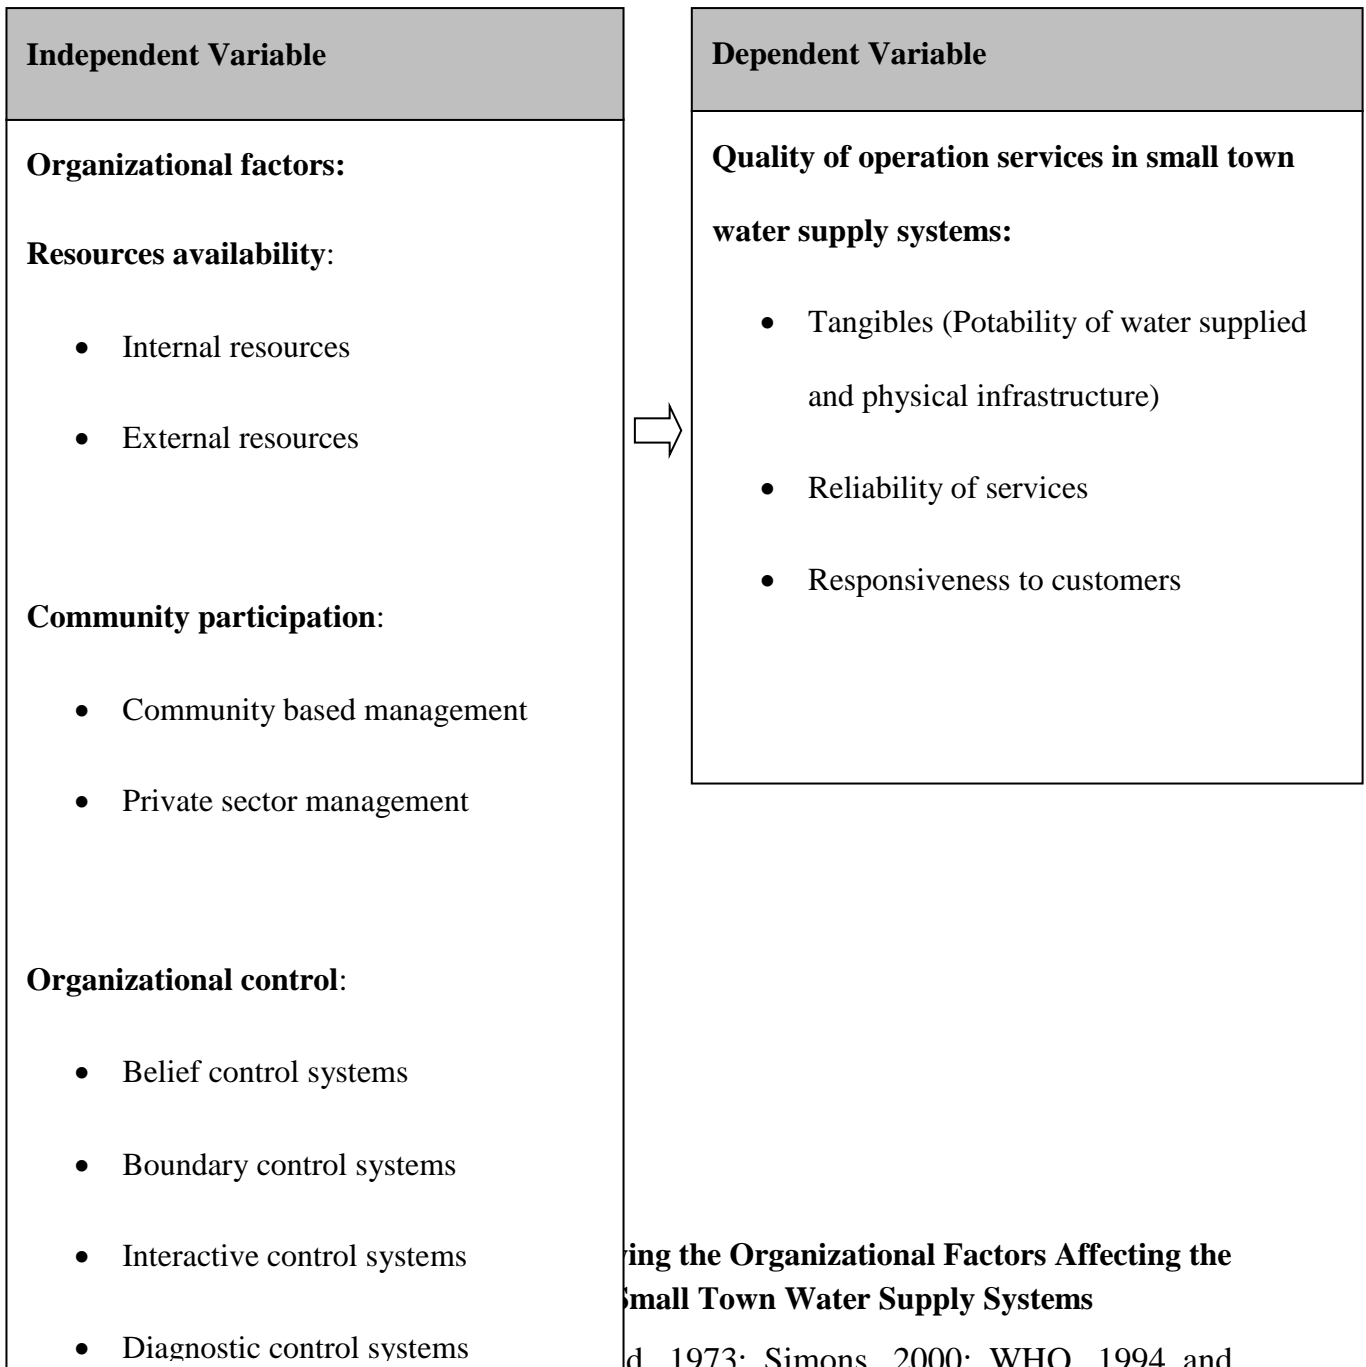 Independent Variable
Organizational factors:
Resources availability:
• Internal resources
• External resources
Community participation:
• Community based management
• Private sector management
Organizational control:
• Belief control systems
• Boundary control systems
• Interactive control systems
• Diagnostic control systems
Dependent Variable
Quality of operation services in small town
water supply systems:
• Tangibles (Potability of water supplied
and physical infrastructure)
• Reliability of services
• Responsiveness to customers
the Organizational Factors Affecting the
Small Town Water Supply Systems
1973; Simons, 2000; WHO, 1994 and